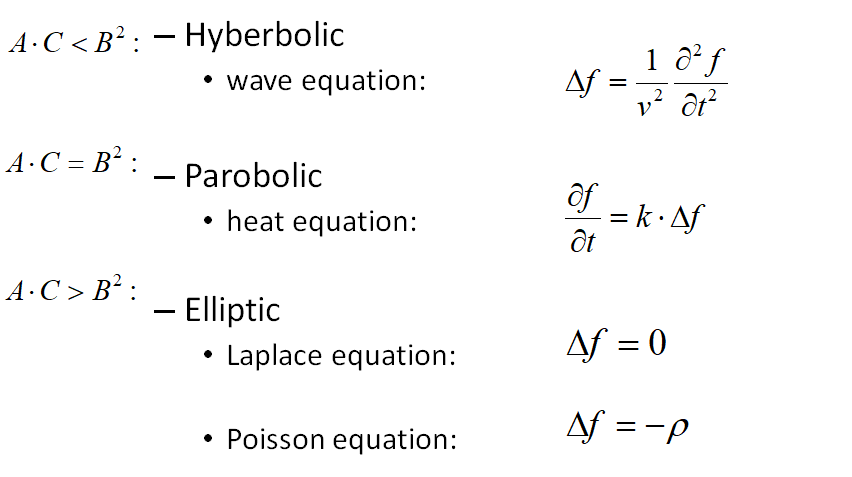 A · C < B² : – Hyberbolic
• wave equation: Δf = 1/v² ∂²f/∂t²
A · C = B² : – Parobolic
• heat equation: ∂f/∂t = k · Δf
A · C > B² : – Elliptic
• Laplace equation: Δf = 0
• Poisson equation: Δf = −ρ